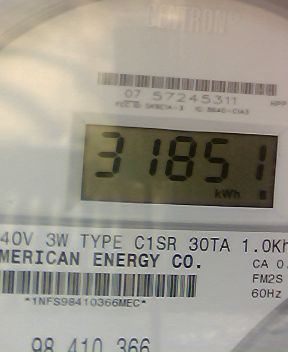 CENTRON®
07 57245311
31851
kWh
40V 3W TYPE C1SR 30TA 1.0Kh
MERICAN ENERGY CO.
CA 0.
FM2S
60Hz
*1NFS98410366MEC*
98 410 366